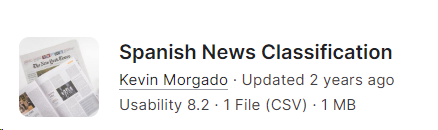 Spanish News Classification
Kevin Morgado · Updated 2 years ago
Usability 8.2 · 1 File (CSV) · 1 MB